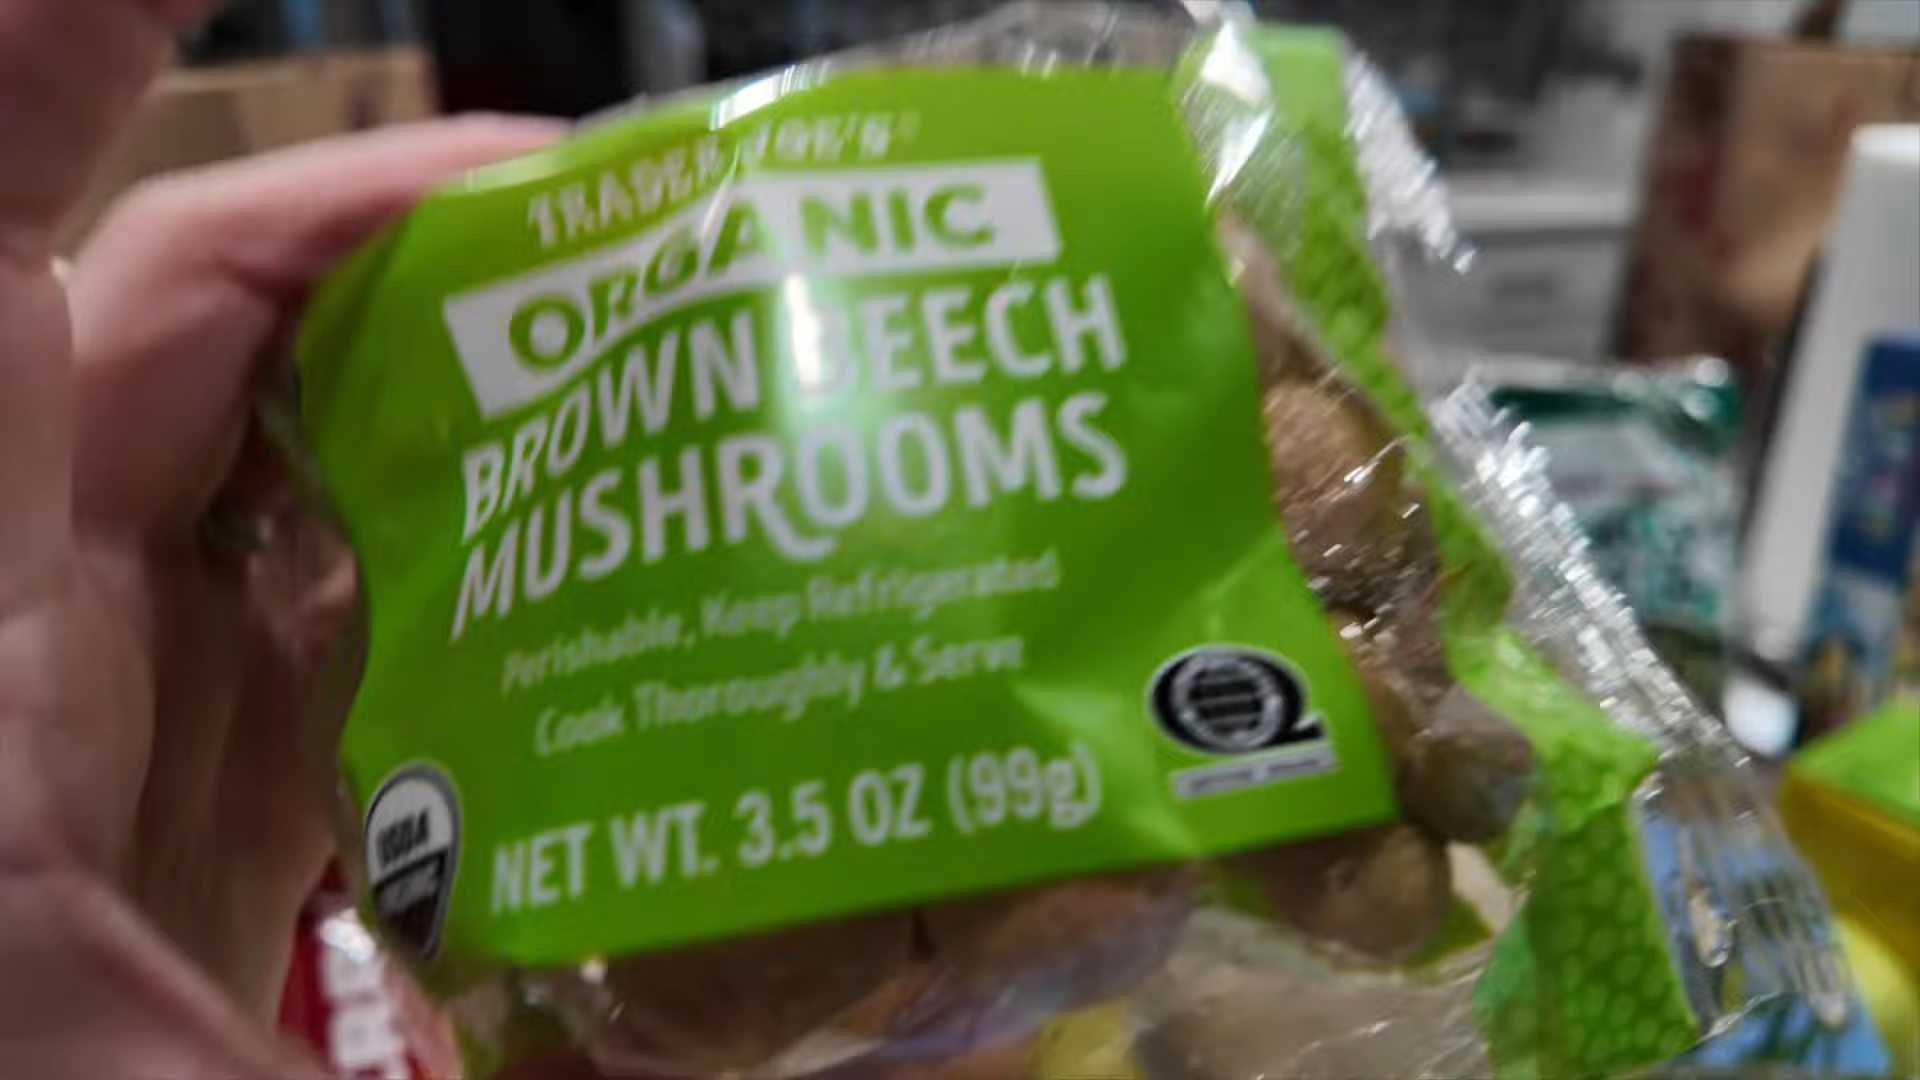 TRADER JOE'S
ORGANIC
BROWN BEECH
MUSHROOMS
Perishable, Keep Refrigerated
Cook Thoroughly & Serve
NET WT. 3.5 OZ (99g)
USDA
ORGANIC